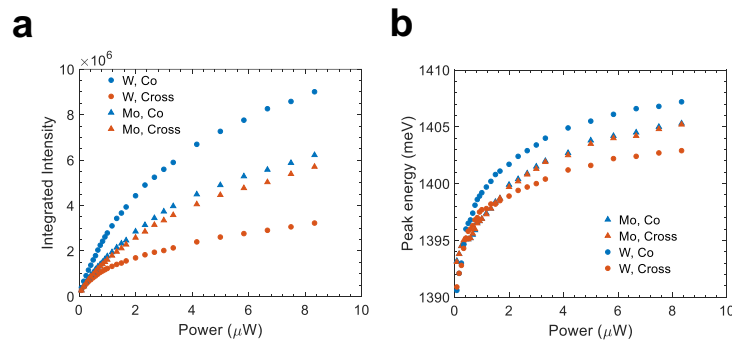 a
×10⁶
10
8
6
4
2
0
0 2 4 6 8 10
Integrated Intensity
Power (μW)
W, Co
W, Cross
Mo, Co
Mo, Cross
b
1410
1405
1400
1395
1390
0 2 4 6 8 10
Peak energy (meV)
Power (μW)
Mo, Co
Mo, Cross
W, Co
W, Cross